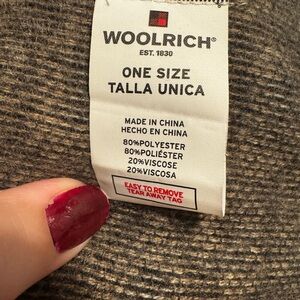 WOOLRICH®
EST. 1830
ONE SIZE
TALLA UNICA
MADE IN CHINA
HECHO EN CHINA
80%POLYESTER
80%POLIÉSTER
20%VISCOSE
20%VISCOSA
EASY TO REMOVE
TEAR AWAY TAG